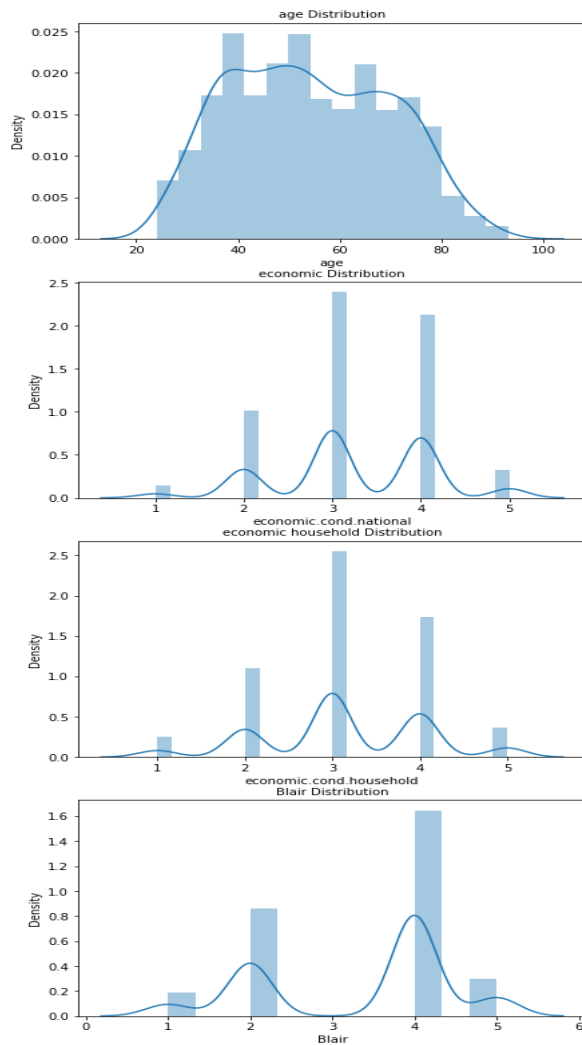 age Distribution
0.025
0.020
0.015
0.010
0.005
0.000
Density
20 40 60 80 100
age
economic Distribution
2.5
2.0
1.5
1.0
0.5
0.0
Density
1 2 3 4 5
economic.cond.national
economic household Distribution
2.5
2.0
1.5
1.0
0.5
0.0
Density
1 2 3 4 5
economic.cond.household
Blair Distribution
1.6
1.4
1.2
1.0
0.8
0.6
0.4
0.2
0.0
Density
0 1 2 3 4 5 6
Blair